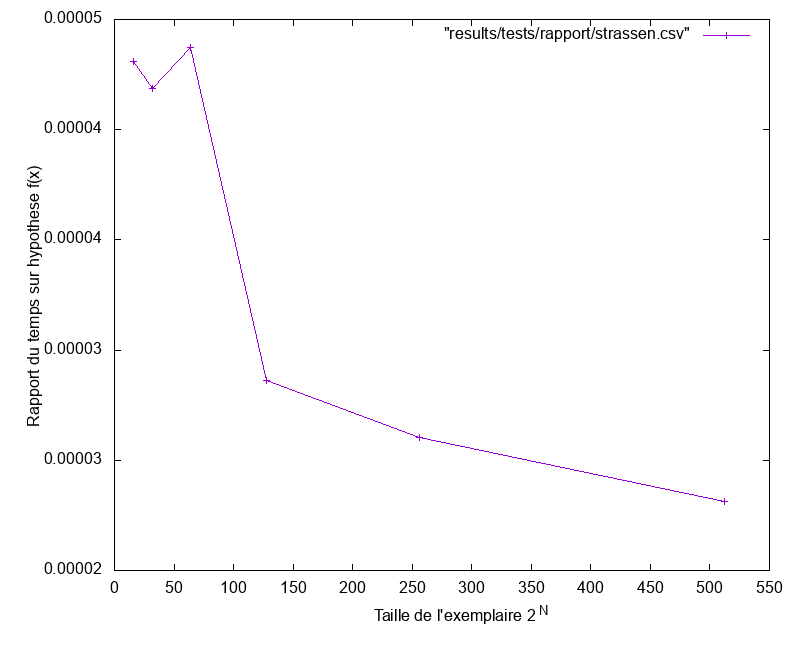 0.00005
0.00004
0.00004
0.00003
0.00003
0.00002
0 50 100 150 200 250 300 350 400 450 500 550
Rapport du temps sur hypothese f(x)
Taille de l'exemplaire 2 N
"results/tests/rapport/strassen.csv"